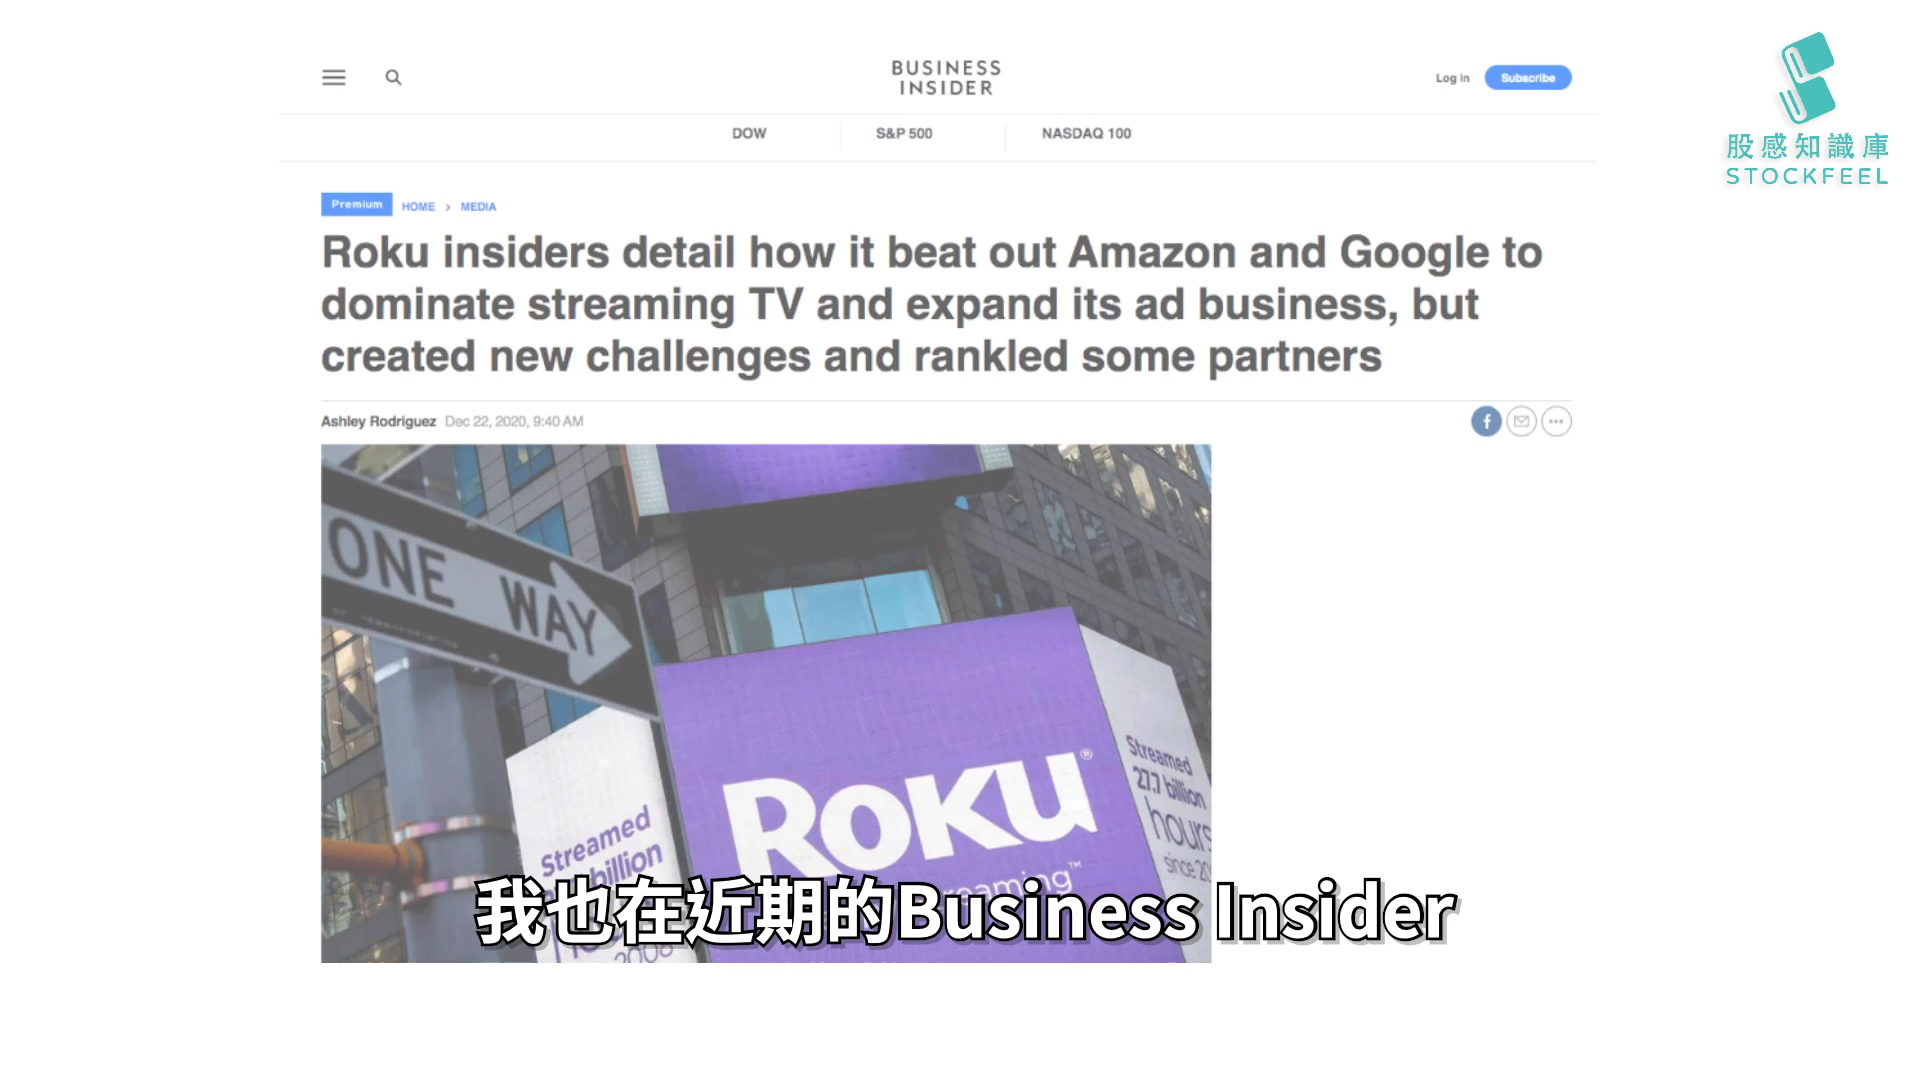 BUSINESS
INSIDER
Log in
Subscribe
DOW
S&P 500
NASDAQ 100
股感知識庫
STOCKFEEL
Premium
HOME > MEDIA
Roku insiders detail how it beat out Amazon and Google to
dominate streaming TV and expand its ad business, but
created new challenges and rankled some partners
Ashley Rodriguez Dec 22, 2020, 9:40 AM
ONE WAY
Streamed
27.7 billion
hours
since
ROKU
Streamed
billion
2008
我也在近期的Business Insider